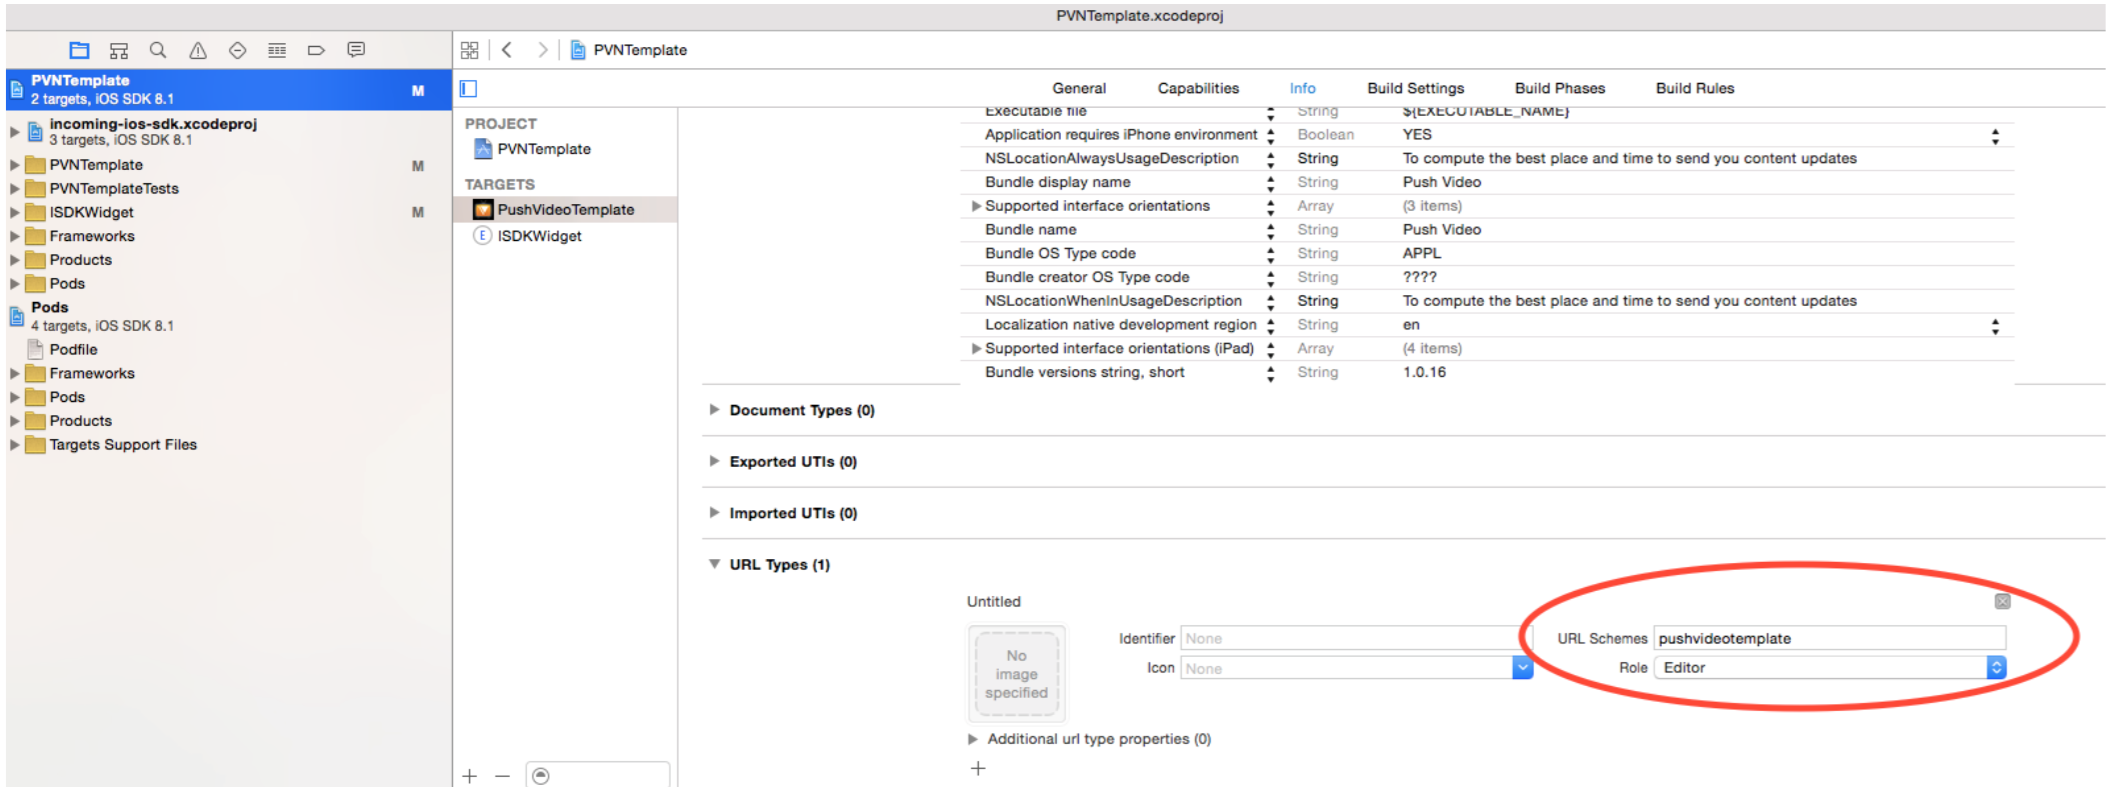 PVNTemplate.xcodeproj
PVNTemplate
PVNTemplate
2 targets, iOS SDK 8.1
M
incoming-ios-sdk.xcodeproj
3 targets, iOS SDK 8.1
PVNTemplate M
PVNTemplateTests
ISDKWidget M
Frameworks
Products
Pods
Pods
4 targets, iOS SDK 8.1
Podfile
Frameworks
Pods
Products
Targets Support Files
General Capabilities Info Build Settings Build Phases Build Rules
PROJECT
PVNTemplate
TARGETS
PushVideoTemplate
E ISDKWidget
Executable file String ${EXECUTABLE_NAME}
Application requires iPhone environment Boolean YES
NSLocationAlwaysUsageDescription String To compute the best place and time to send you content updates
Bundle display name String Push Video
Supported interface orientations Array (3 items)
Bundle name String Push Video
Bundle OS Type code String APPL
Bundle creator OS Type code String ????
NSLocationWhenInUsageDescription String To compute the best place and time to send you content updates
Localization native development region String en
Supported interface orientations (iPad) Array (4 items)
Bundle versions string, short String 1.0.16
Document Types (0)
Exported UTIs (0)
Imported UTIs (0)
URL Types (1)
Untitled
No
image
specified
Identifier None
Icon None
URL Schemes pushvideotemplate
Role Editor
Additional url type properties (0)